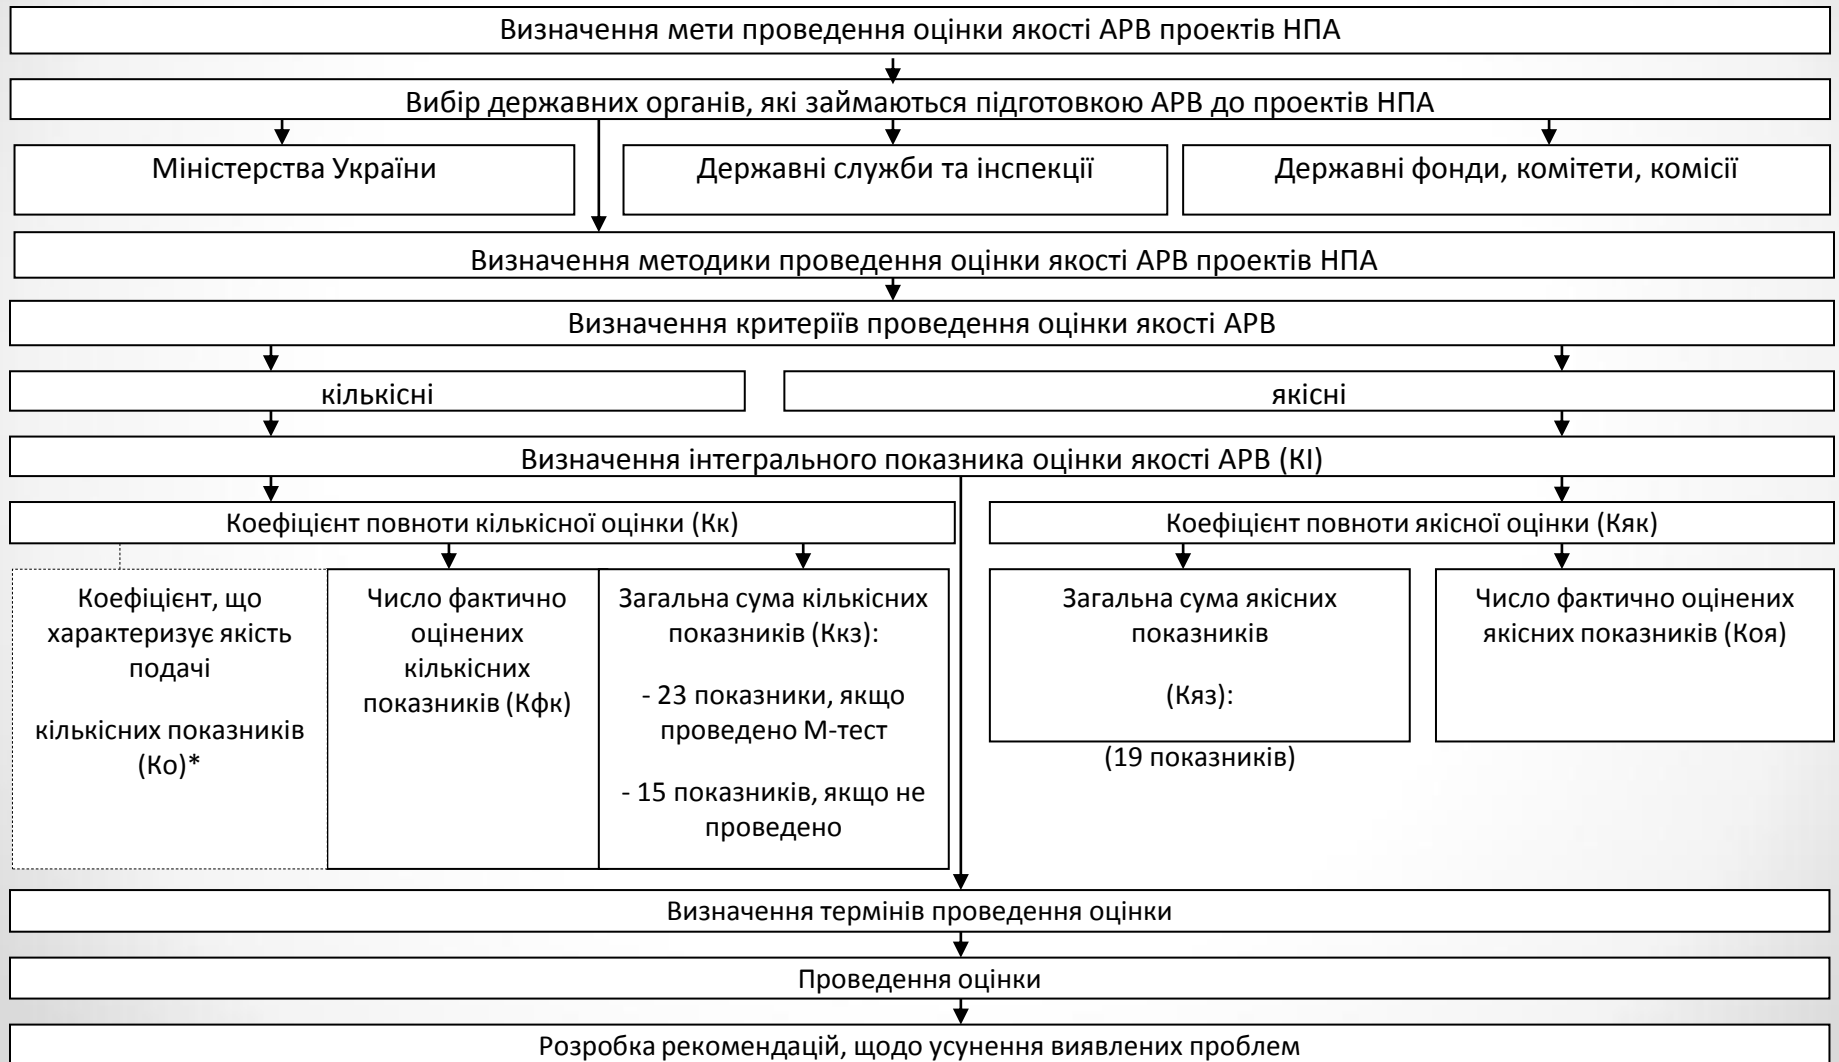 Визначення мети проведення оцінки якості АРВ проектів НПА
Вибір державних органів, які займаються підготовкою АРВ до проектів НПА
Міністерства України
Державні служби та інспекції
Державні фонди, комітети, комісії
Визначення методики проведення оцінки якості АРВ проектів НПА
Визначення критеріїв проведення оцінки якості АРВ
кількісні
якісні
Визначення інтегрального показника оцінки якості АРВ (КІ)
Коефіцієнт повноти кількісної оцінки (Кк)
Коефіцієнт повноти якісної оцінки (Кяк)
Коефіцієнт, що
характеризує якість
подачі
кількісних показників
(Ко)*
Число фактично
оцінених
кількісних
показників (Кфк)
Загальна сума кількісних
показників (Ккз):
- 23 показники, якщо
проведено М-тест
- 15 показників, якщо не
проведено
Загальна сума якісних
показників
(Кяз):
(19 показників)
Число фактично оцінених
якісних показників (Коя)
Визначення термінів проведення оцінки
Проведення оцінки
Розробка рекомендацій, щодо усунення виявлених проблем